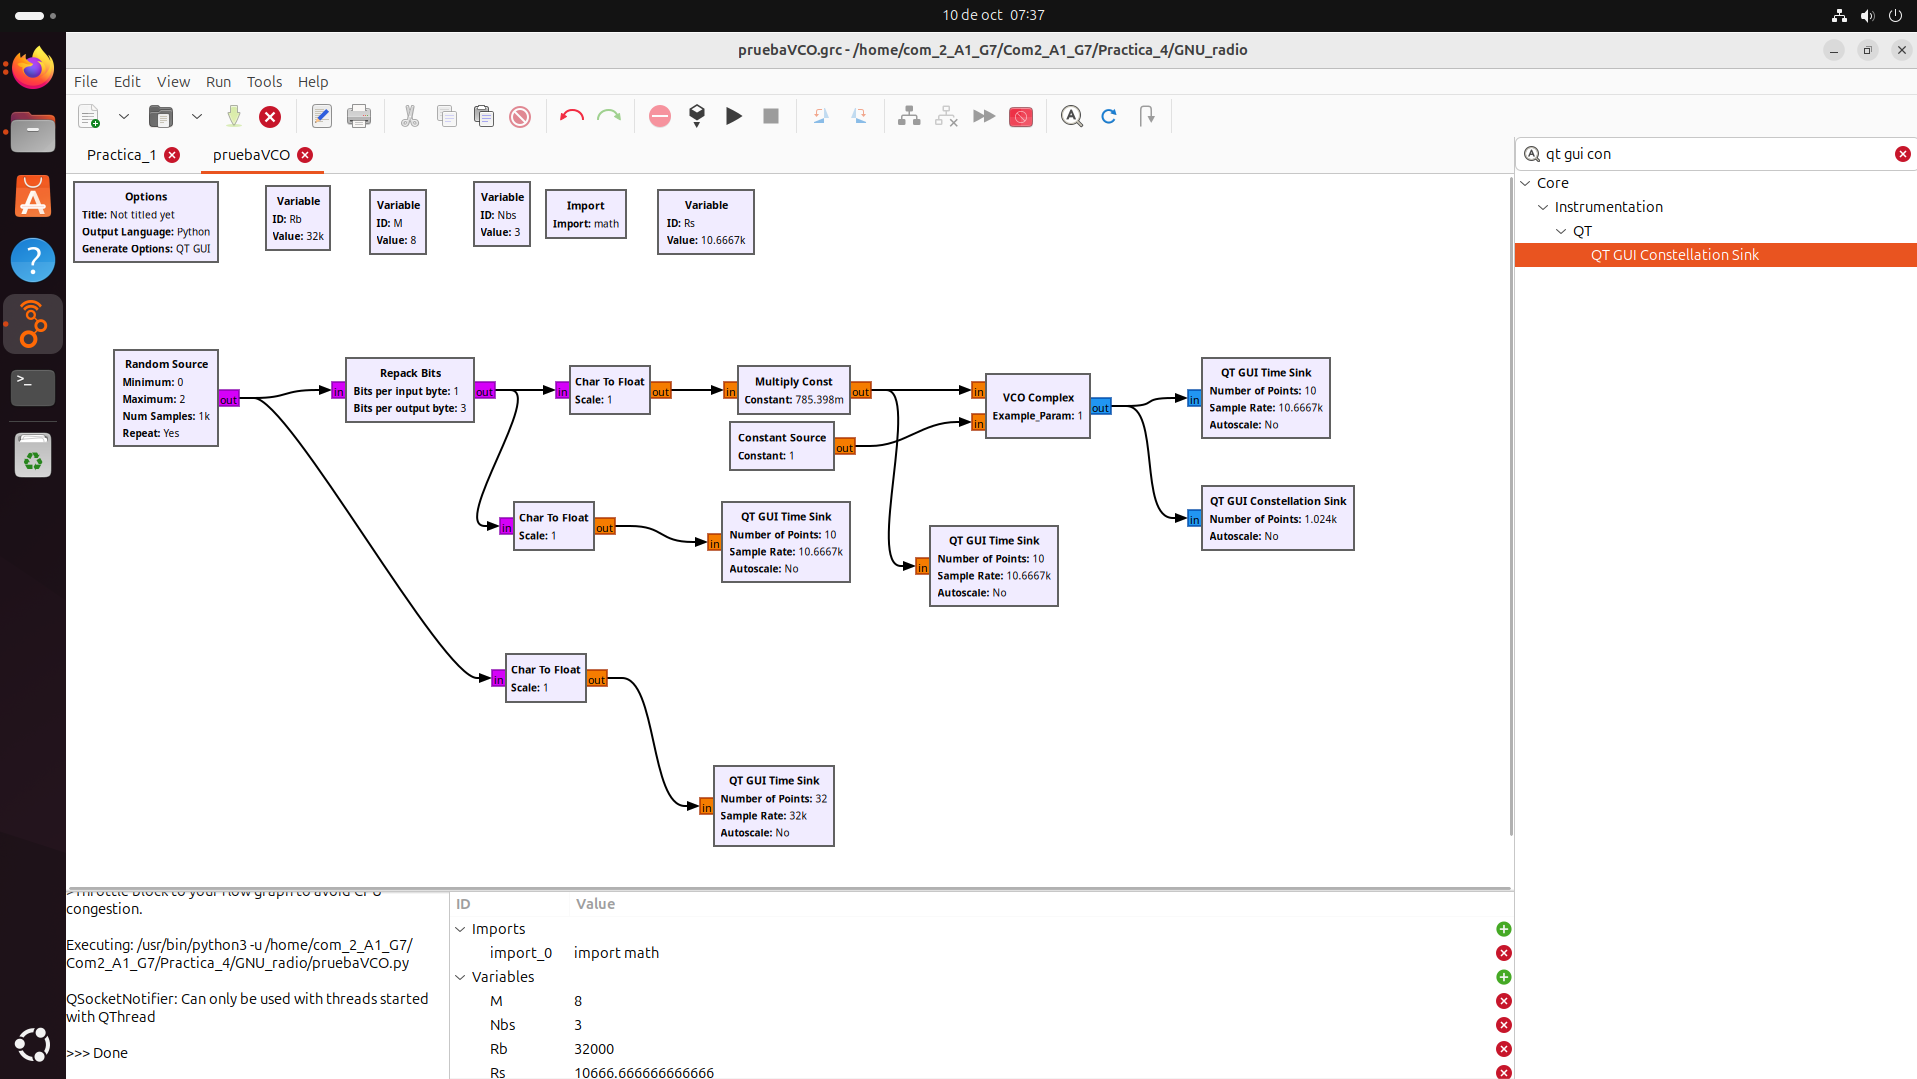 10 de oct 07:37
pruebaVCO.grc - /home/com_2_A1_G7/Com2_A1_G7/Practica_4/GNU_radio
File Edit View Run Tools Help
Practica_1
pruebaVCO
qt gui con
Core
Instrumentation
QT
QT GUI Constellation Sink
Options
Title: Not titled yet
Output Language: Python
Generate Options: QT GUI
Variable
ID: Rb
Value: 32k
Variable
ID: M
Value: 8
Variable
ID: Nbs
Value: 3
Import
Import: math
Variable
ID: Rs
Value: 10.6667k
Random Source
Minimum: 0
Maximum: 2
Num Samples: 1k
Repeat: Yes
out
in
Repack Bits
Bits per input byte: 1
Bits per output byte: 3
out
in
Char To Float
Scale: 1
out
in
Multiply Const
Constant: 785.398m
out
Constant Source
Constant: 1
out
in
in
VCO Complex
Example_Param: 1
out
in
QT GUI Time Sink
Number of Points: 10
Sample Rate: 10.6667k
Autoscale: No
in
QT GUI Constellation Sink
Number of Points: 1.024k
Autoscale: No
in
Char To Float
Scale: 1
out
in
QT GUI Time Sink
Number of Points: 10
Sample Rate: 10.6667k
Autoscale: No
in
QT GUI Time Sink
Number of Points: 10
Sample Rate: 10.6667k
Autoscale: No
in
Char To Float
Scale: 1
out
in
QT GUI Time Sink
Number of Points: 32
Sample Rate: 32k
Autoscale: No
>Throttle block to your flow graph to avoid CPU
congestion.
Executing: /usr/bin/python3 -u /home/com_2_A1_G7/
Com2_A1_G7/Practica_4/GNU_radio/pruebaVCO.py
QSocketNotifier: Can only be used with threads started
with QThread
>>> Done
ID Value
Imports
import_0 import math
Variables
M 8
Nbs 3
Rb 32000
Rs 10666.666666666666